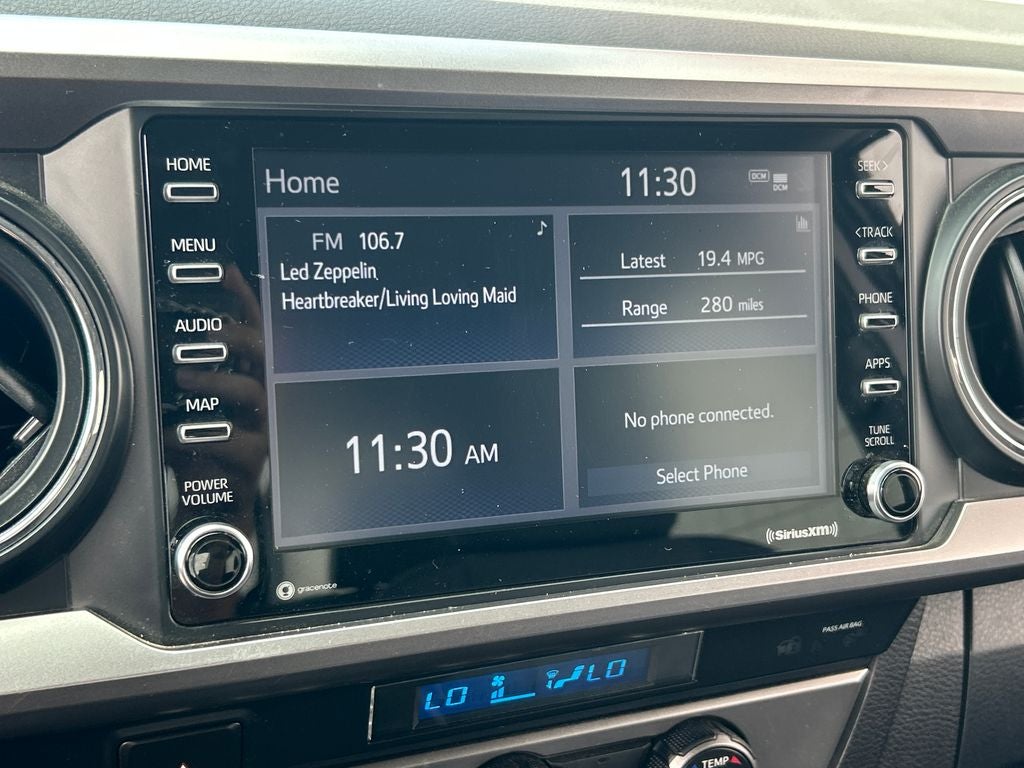 HOME
MENU
AUDIO
MAP
POWER
VOLUME
Home 11:30 DCM
DCM
FM 106.7
Led Zeppelin
Heartbreaker/Living Loving Maid
Latest 19.4 MPG
Range 280 miles
11:30 AM
No phone connected.
Select Phone
SEEK >
< TRACK
PHONE
APPS
TUNE
SCROLL
gracenote
((SiriusXM))
PASS AIR BAG
LO LO
TEMP